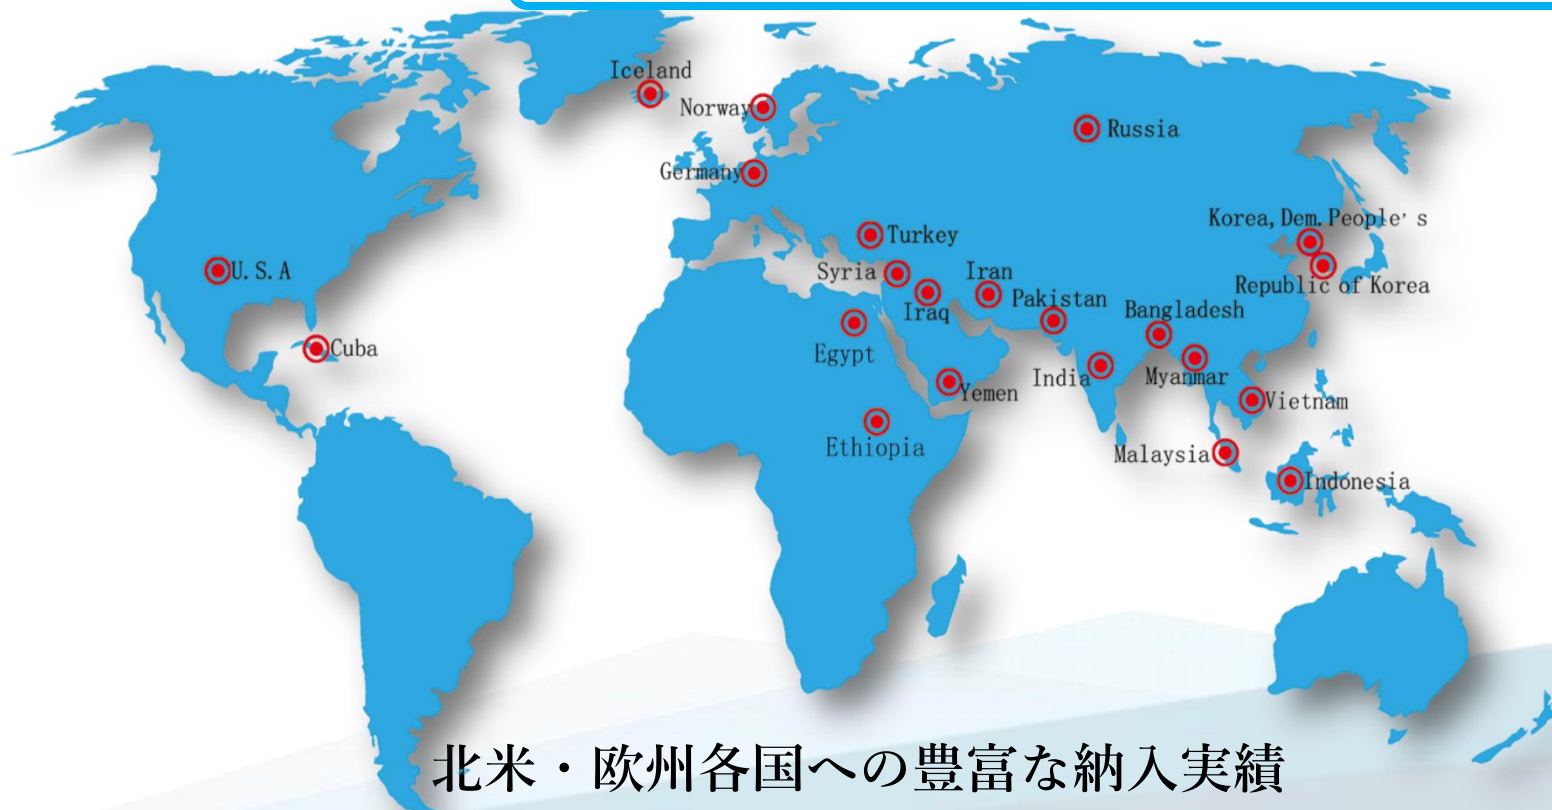 Iceland
Norway
Russia
Germany
Korea, Dem. People's
Turkey
U.S.A
Syria
Iran
Republic of Korea
Pakistan
Iraq
Bangladesh
Cuba
Egypt
India
Myanmar
Yemen
Vietnam
Ethiopia
Malaysia
Indonesia
北米・欧州各国への豊富な納入実績